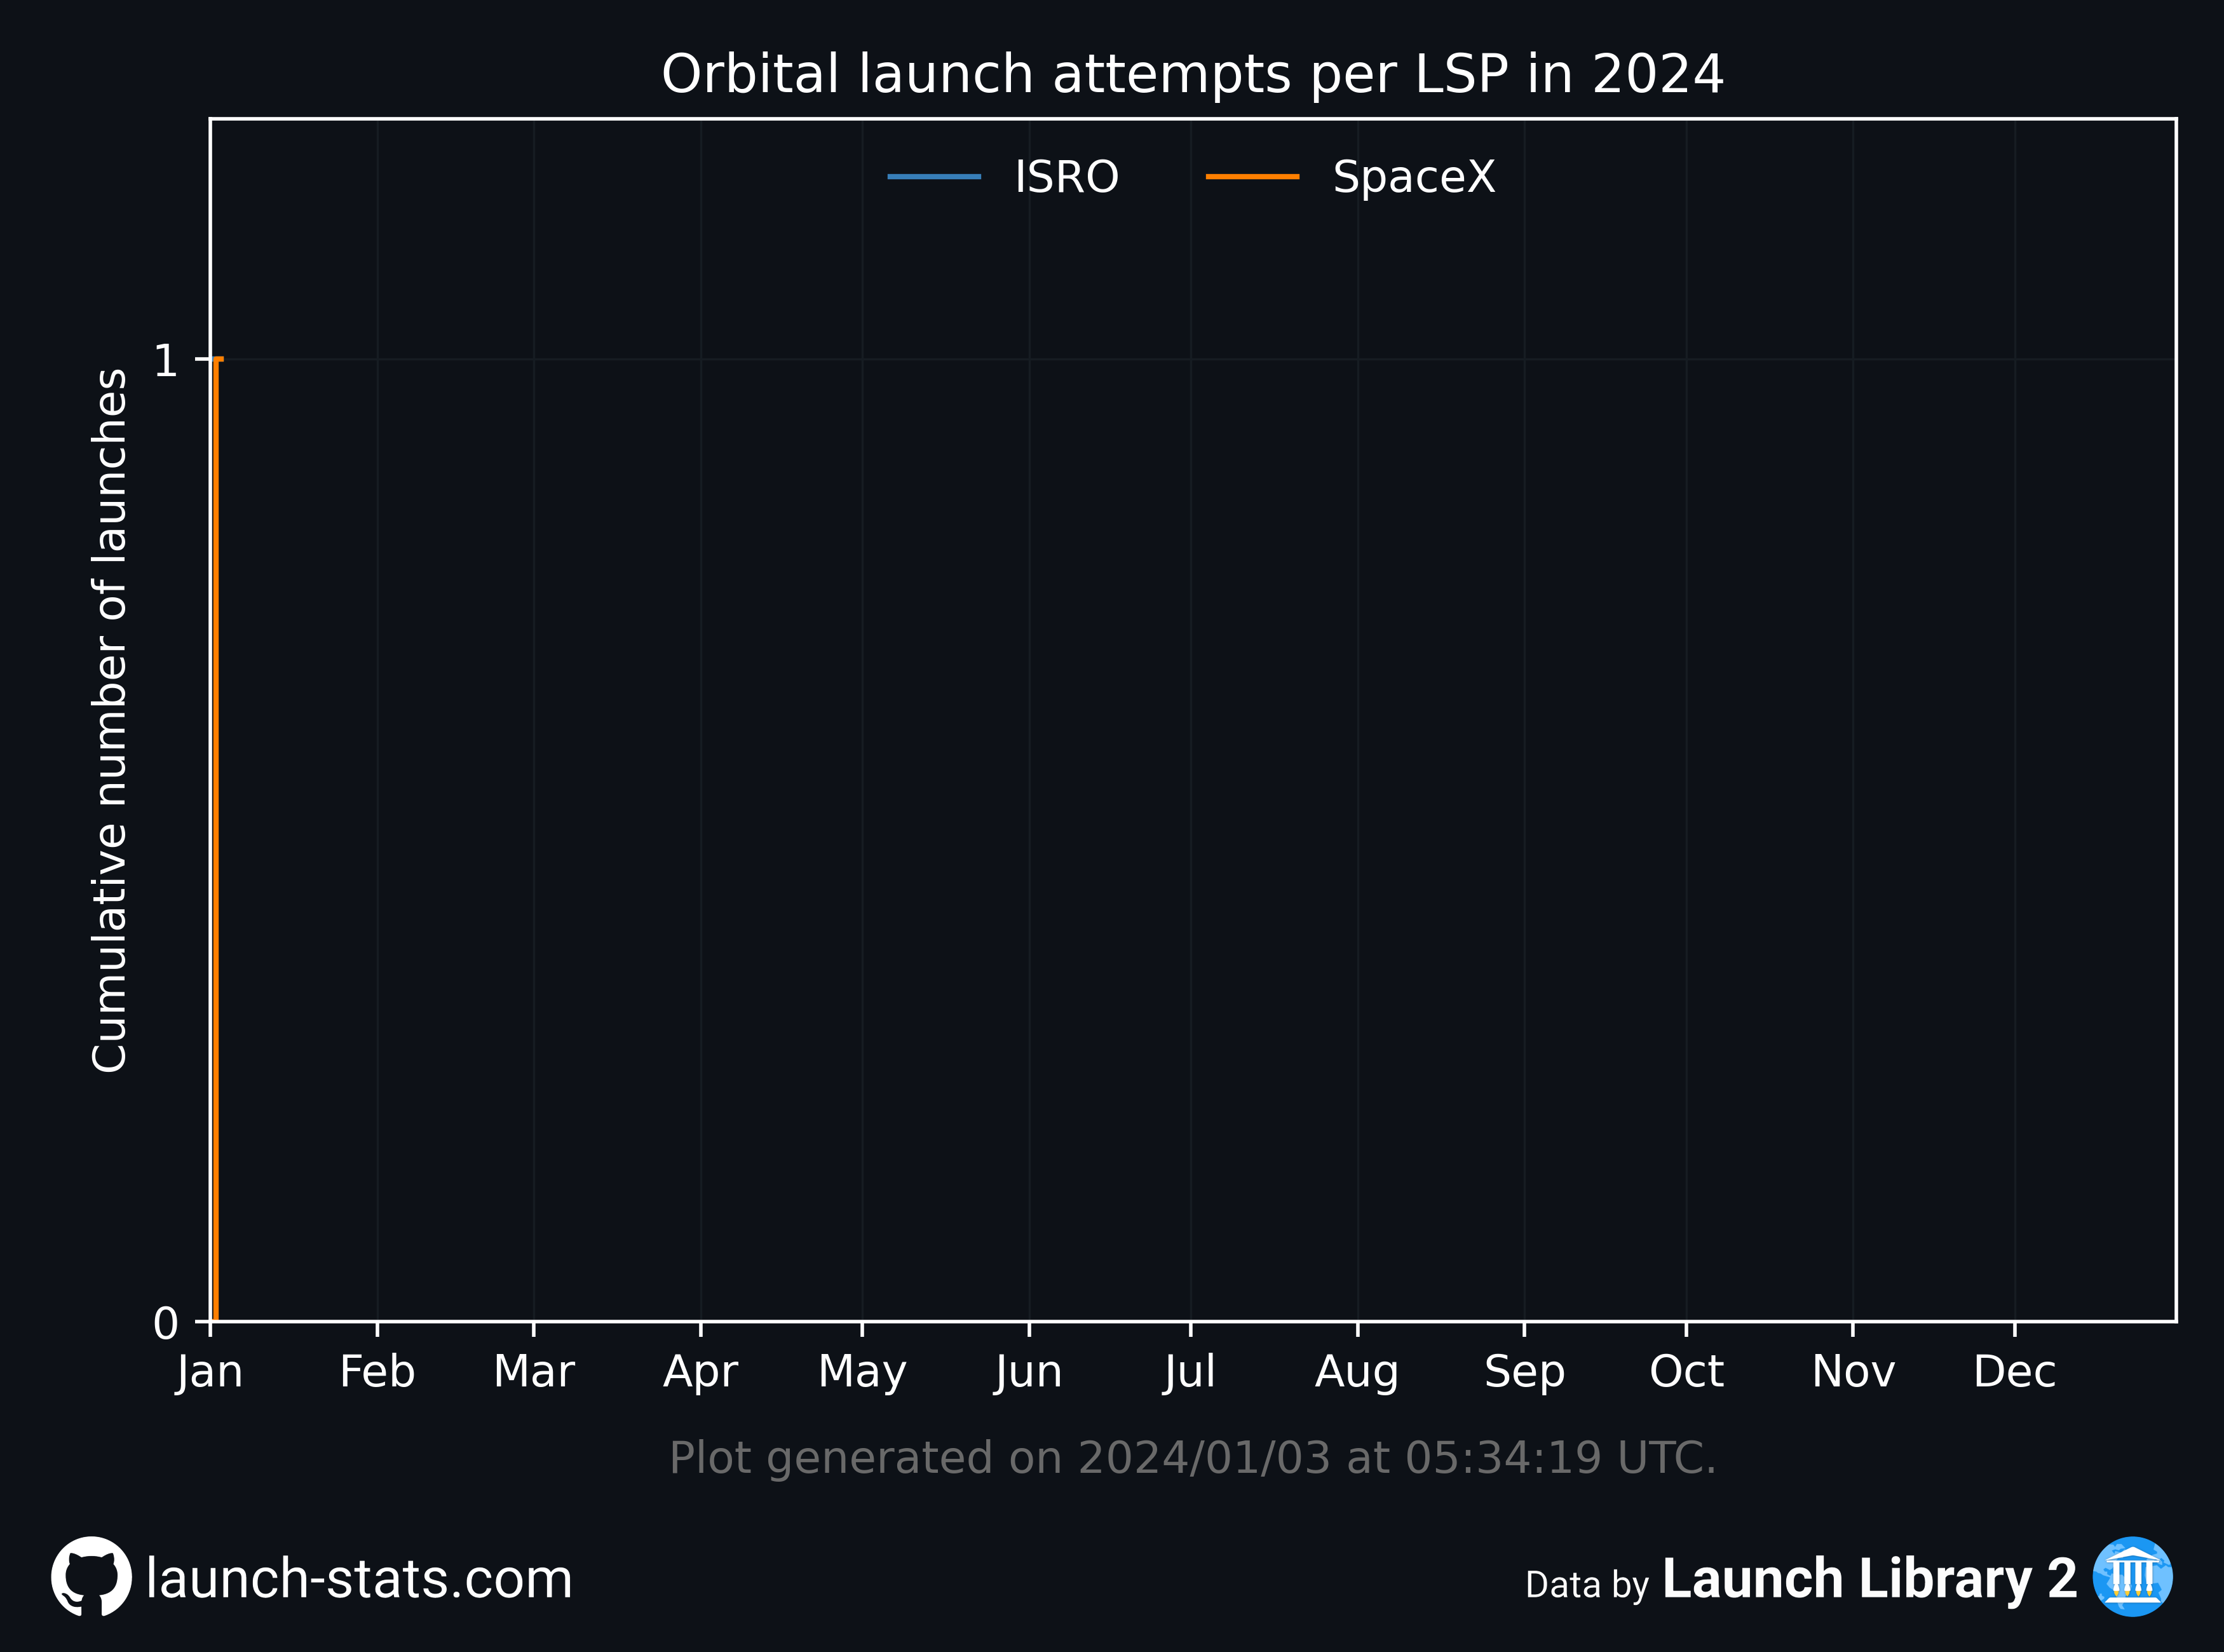 Orbital launch attempts per LSP in 2024
ISRO SpaceX
Cumulative number of launches
1
0
Jan Feb Mar Apr May Jun Jul Aug Sep Oct Nov Dec
Plot generated on 2024/01/03 at 05:34:19 UTC.
launch-stats.com
Data by Launch Library 2